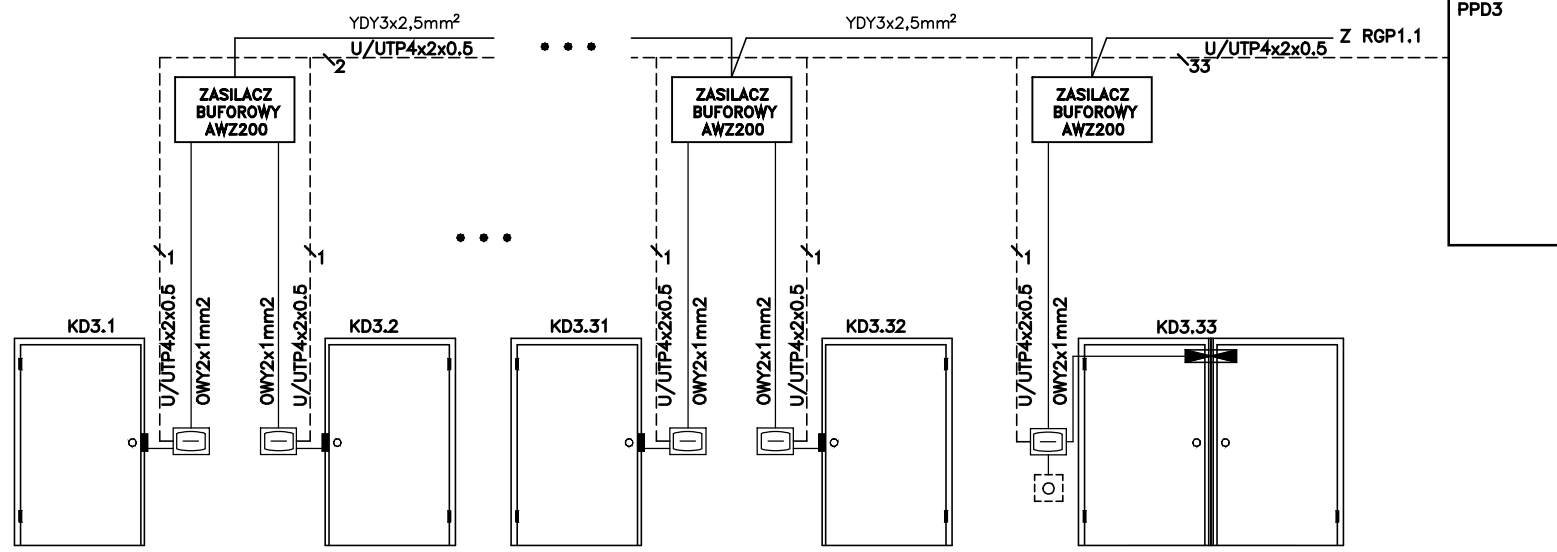 PPD3
YDY3x2,5mm²
YDY3x2,5mm²
U/UTP4x2x0.5
Z RGP1.1
U/UTP4x2x0.5
2
33
ZASILACZ
BUFOROWY
AWZ200
ZASILACZ
BUFOROWY
AWZ200
ZASILACZ
BUFOROWY
AWZ200
1
1
1
1
1
U/UTP4x2x0.5
OWY2x1mm2
OWY2x1mm2
U/UTP4x2x0.5
U/UTP4x2x0.5
OWY2x1mm2
OWY2x1mm2
U/UTP4x2x0.5
U/UTP4x2x0.5
OWY2x1mm2
KD3.1
KD3.2
KD3.31
KD3.32
KD3.33